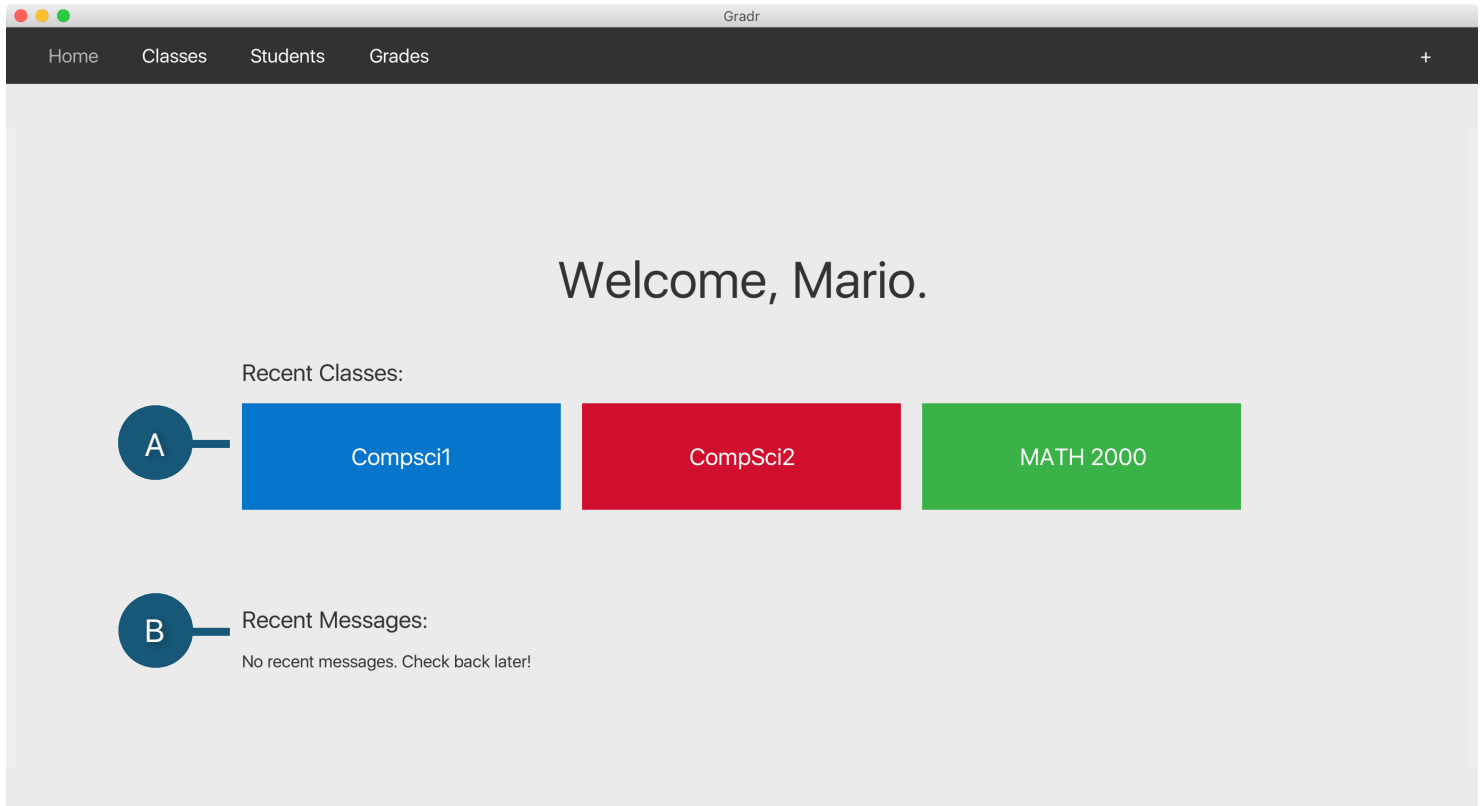 Gradr
Home Classes Students Grades +
Welcome, Mario.
Recent Classes:
A
Compsci1 CompSci2 MATH 2000
B
Recent Messages:
No recent messages. Check back later!